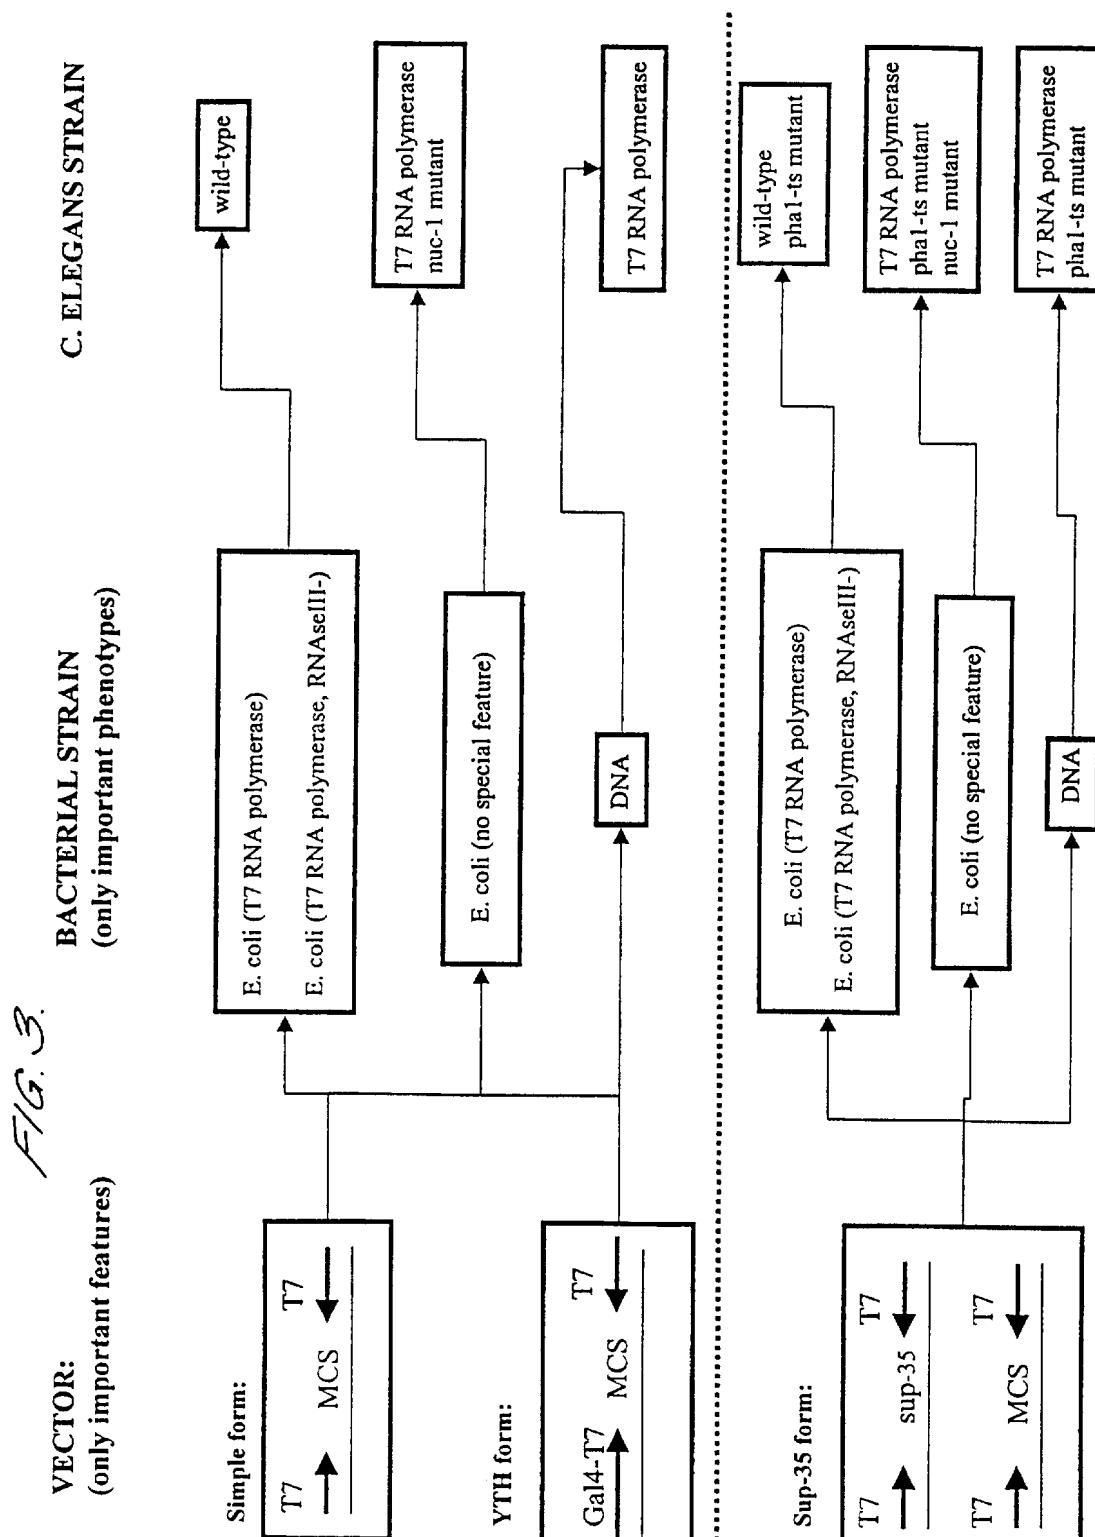 FIG. 3.
VECTOR:
(only important features)
BACTERIAL STRAIN
(only important phenotypes)
C. ELEGANS STRAIN
Simple form:
T7 T7
MCS
YTH form:
Gal4-T7 T7
MCS
E. coli (T7 RNA polymerase)
E. coli (T7 RNA polymerase, RNAseIII-)
E. coli (no special feature)
DNA
wild-type
T7 RNA polymerase
nuc-1 mutant
T7 RNA polymerase
Sup-35 form:
T7 T7
sup-35
T7 T7
MCS
E. coli (T7 RNA polymerase)
E. coli (T7 RNA polymerase, RNAseIII-)
E. coli (no special feature)
DNA
wild-type
pha1-ts mutant
T7 RNA polymerase
pha1-ts mutant
nuc-1 mutant
T7 RNA polymerase
pha1-ts mutant